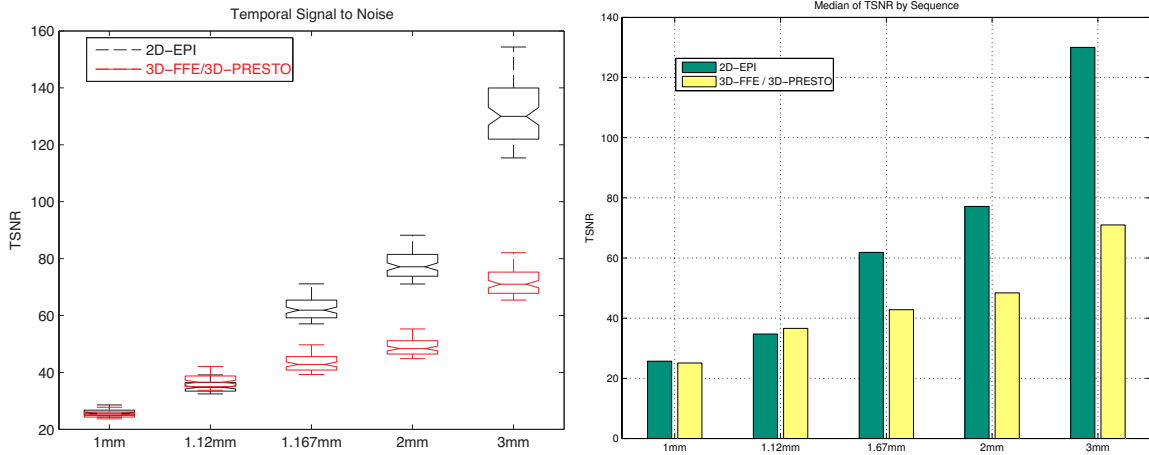 Temporal Signal to Noise
160
140
120
100
80
60
40
20
TSNR
2D-EPI
3D-FFE/3D-PRESTO
1mm
1.12mm
1.167mm
2mm
3mm
Median of TSNR by Sequence
140
120
100
80
60
40
20
0
TSNR
2D-EPI
3D-FFE / 3D-PRESTO
1mm
1.12mm
1.67mm
2mm
3mm